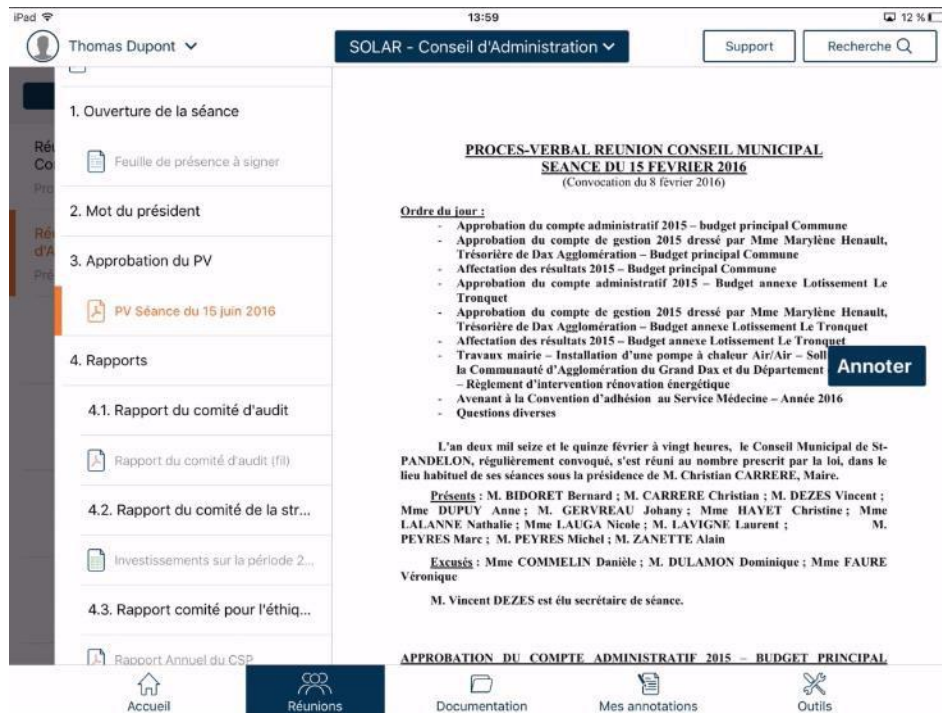 iPad 13:59 12 %
Thomas Dupont SOLAR - Conseil d'Administration Support Recherche
1. Ouverture de la séance
Feuille de présence à signer
2. Mot du président
3. Approbation du PV
PV Séance du 15 juin 2016
4. Rapports
4.1. Rapport du comité d'audit
Rapport du comité d'audit (fil)
4.2. Rapport du comité de la str...
Investissements sur la période 2...
4.3. Rapport comité pour l'éthiq...
Rapport Annuel du CSP
PROCES-VERBAL REUNION CONSEIL MUNICIPAL
SEANCE DU 15 FEVRIER 2016
(Convocation du 8 février 2016)
Ordre du jour :
- Approbation du compte administratif 2015 – budget principal Commune
- Approbation du compte de gestion 2015 dressé par Mme Marylène Henault,
Trésorière de Dax Agglomération – Budget principal Commune
- Affectation des résultats 2015 – Budget principal Commune
- Approbation du compte administratif 2015 – Budget annexe Lotissement Le
Tronquet
- Approbation du compte de gestion 2015 dressé par Mme Marylène Henault,
Trésorière de Dax Agglomération – Budget annexe Lotissement Le Tronquet
- Affectation des résultats 2015 – Budget annexe Lotissement Le Tronquet
- Travaux mairie – Installation d'une pompe à chaleur Air/Air – Soll
la Communauté d'Agglomération du Grand Dax et du Département
– Règlement d'intervention rénovation énergétique
- Avenant à la Convention d'adhésion au Service Médecine – Année 2016
- Questions diverses
Annoter
L'an deux mil seize et le quinze février à vingt heures, le Conseil Municipal de St-
PANDELON, régulièrement convoqué, s'est réuni au nombre prescrit par la loi, dans le
lieu habituel de ses séances sous la présidence de M. Christian CARRERE, Maire.
Présents : M. BIDORET Bernard ; M. CARRERE Christian ; M. DEZES Vincent ;
Mme DUPUY Anne ; M. GERVREAU Johany ; Mme HAYET Christine ; Mme
LALANNE Nathalie ; Mme LAUGA Nicole ; M. LAVIGNE Laurent ; M.
PEYRES Marc ; M. PEYRES Michel ; M. ZANETTE Alain
Excusés : Mme COMMELIN Danièle ; M. DULAMON Dominique ; Mme FAURE
Véronique
M. Vincent DEZES est élu secrétaire de séance.
APPROBATION DU COMPTE ADMINISTRATIF 2015 – BUDGET PRINCIPAL
Accueil Réunions Documentation Mes annotations Outils